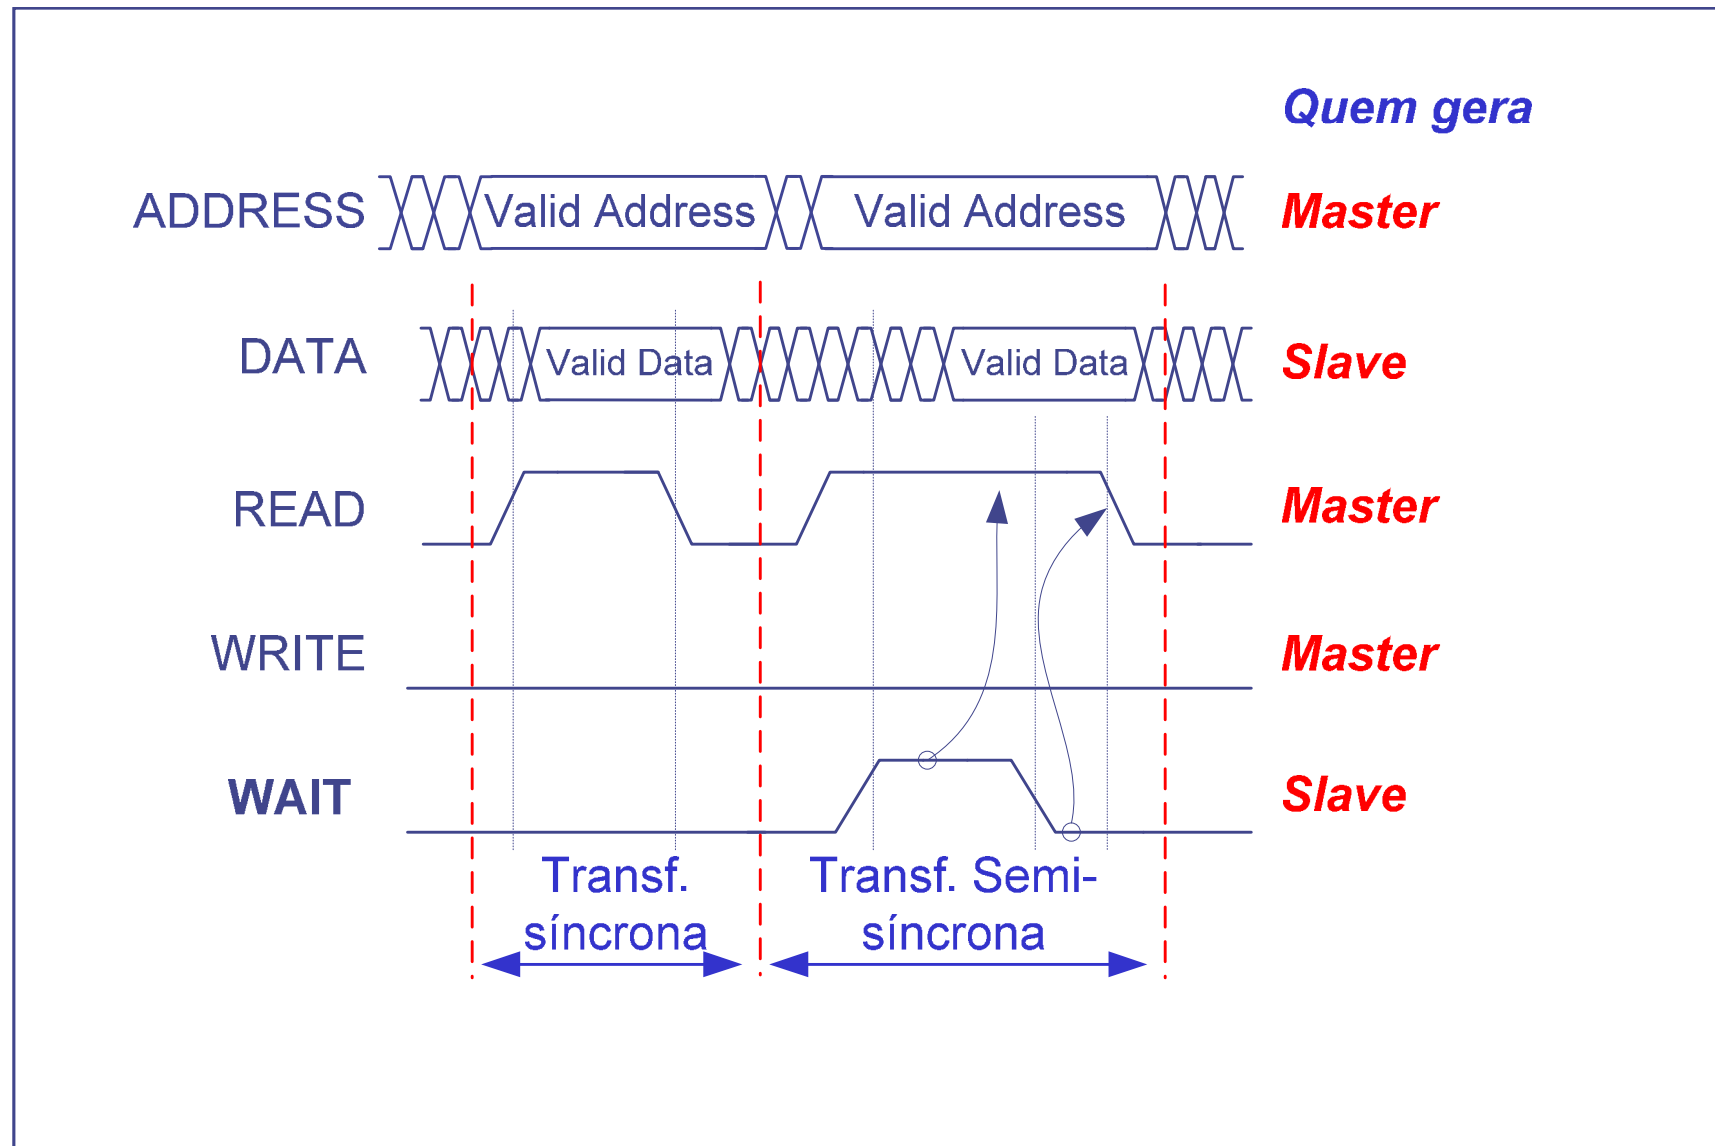 Quem gera
ADDRESS Valid Address Valid Address Master
DATA Valid Data Valid Data Slave
READ Master
WRITE Master
WAIT Slave
Transf. síncrona
Transf. Semi-síncrona